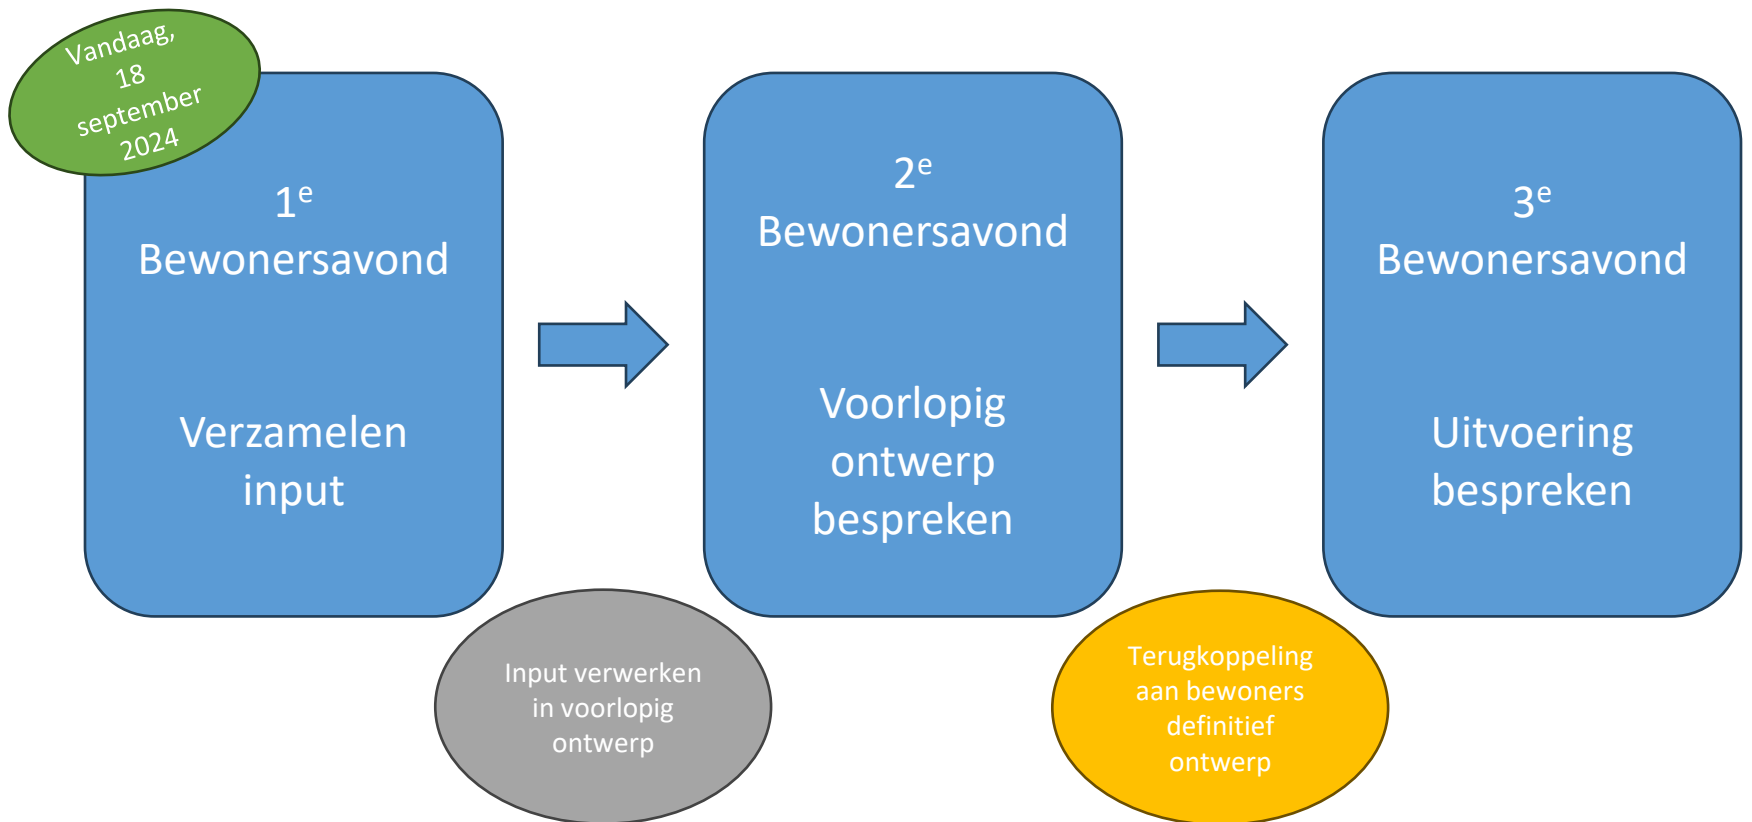 Vandaag,
18
september
2024
1e
Bewonersavond
Verzamelen
input
Input verwerken
in voorlopig
ontwerp
2e
Bewonersavond
Voorlopig
ontwerp
bespreken
Terugkoppeling
aan bewoners
definitief
ontwerp
3e
Bewonersavond
Uitvoering
bespreken